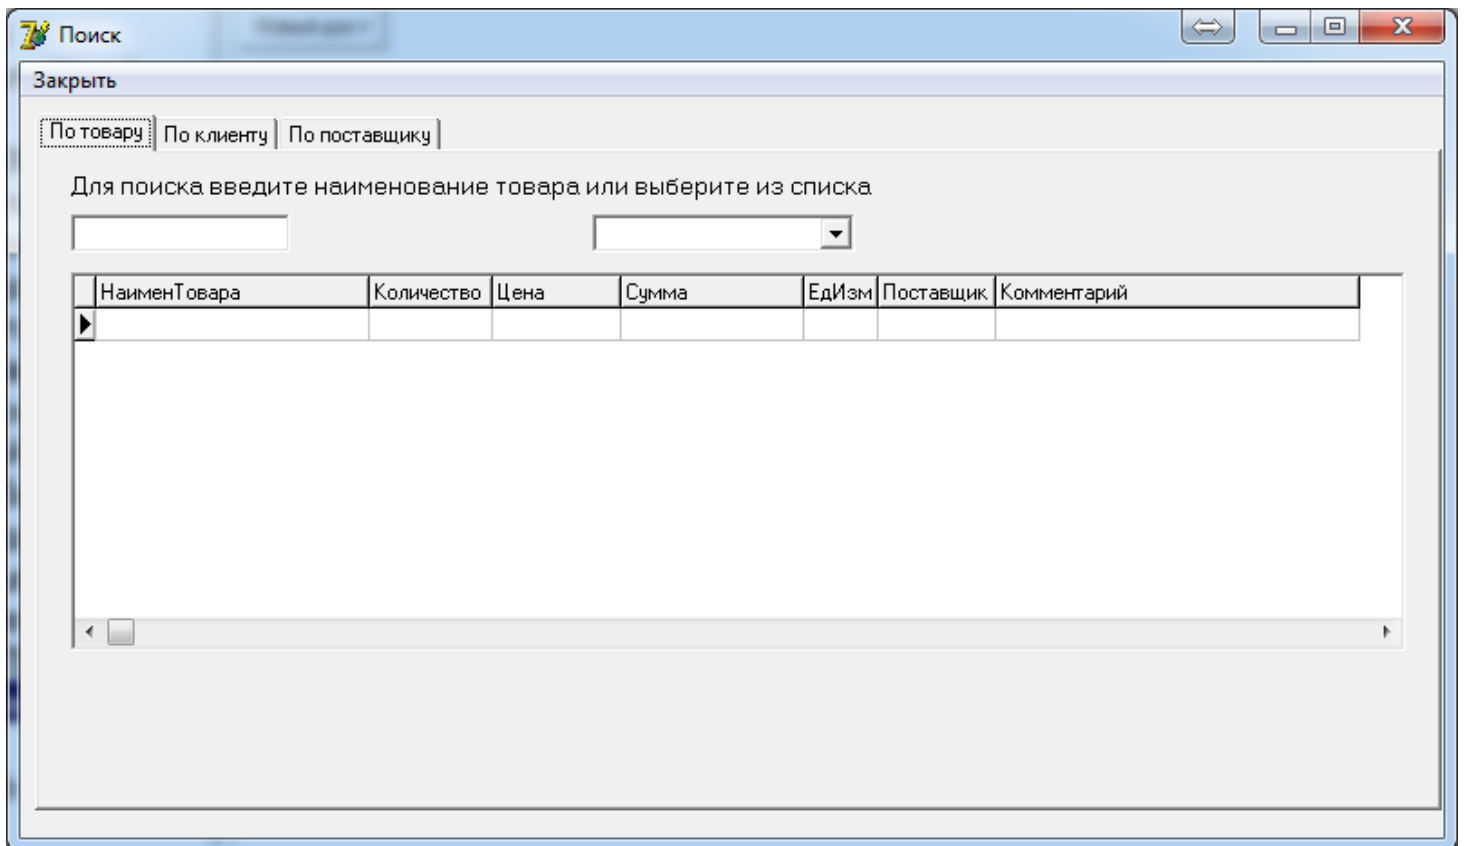 Поиск
Закрыть
По товару По клиенту По поставщику
Для поиска введите наименование товара или выберите из списка
НаименТовара Количество Цена Сумма ЕдИзм Поставщик Комментарий